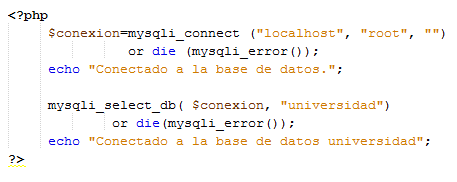 <?php
$conexion=mysqli_connect ("localhost", "root", "")
or die (mysqli_error());
echo "Conectado a la base de datos.";
mysqli_select_db( $conexion, "universidad")
or die(mysqli_error());
echo "Conectado a la base de datos universidad";
?>